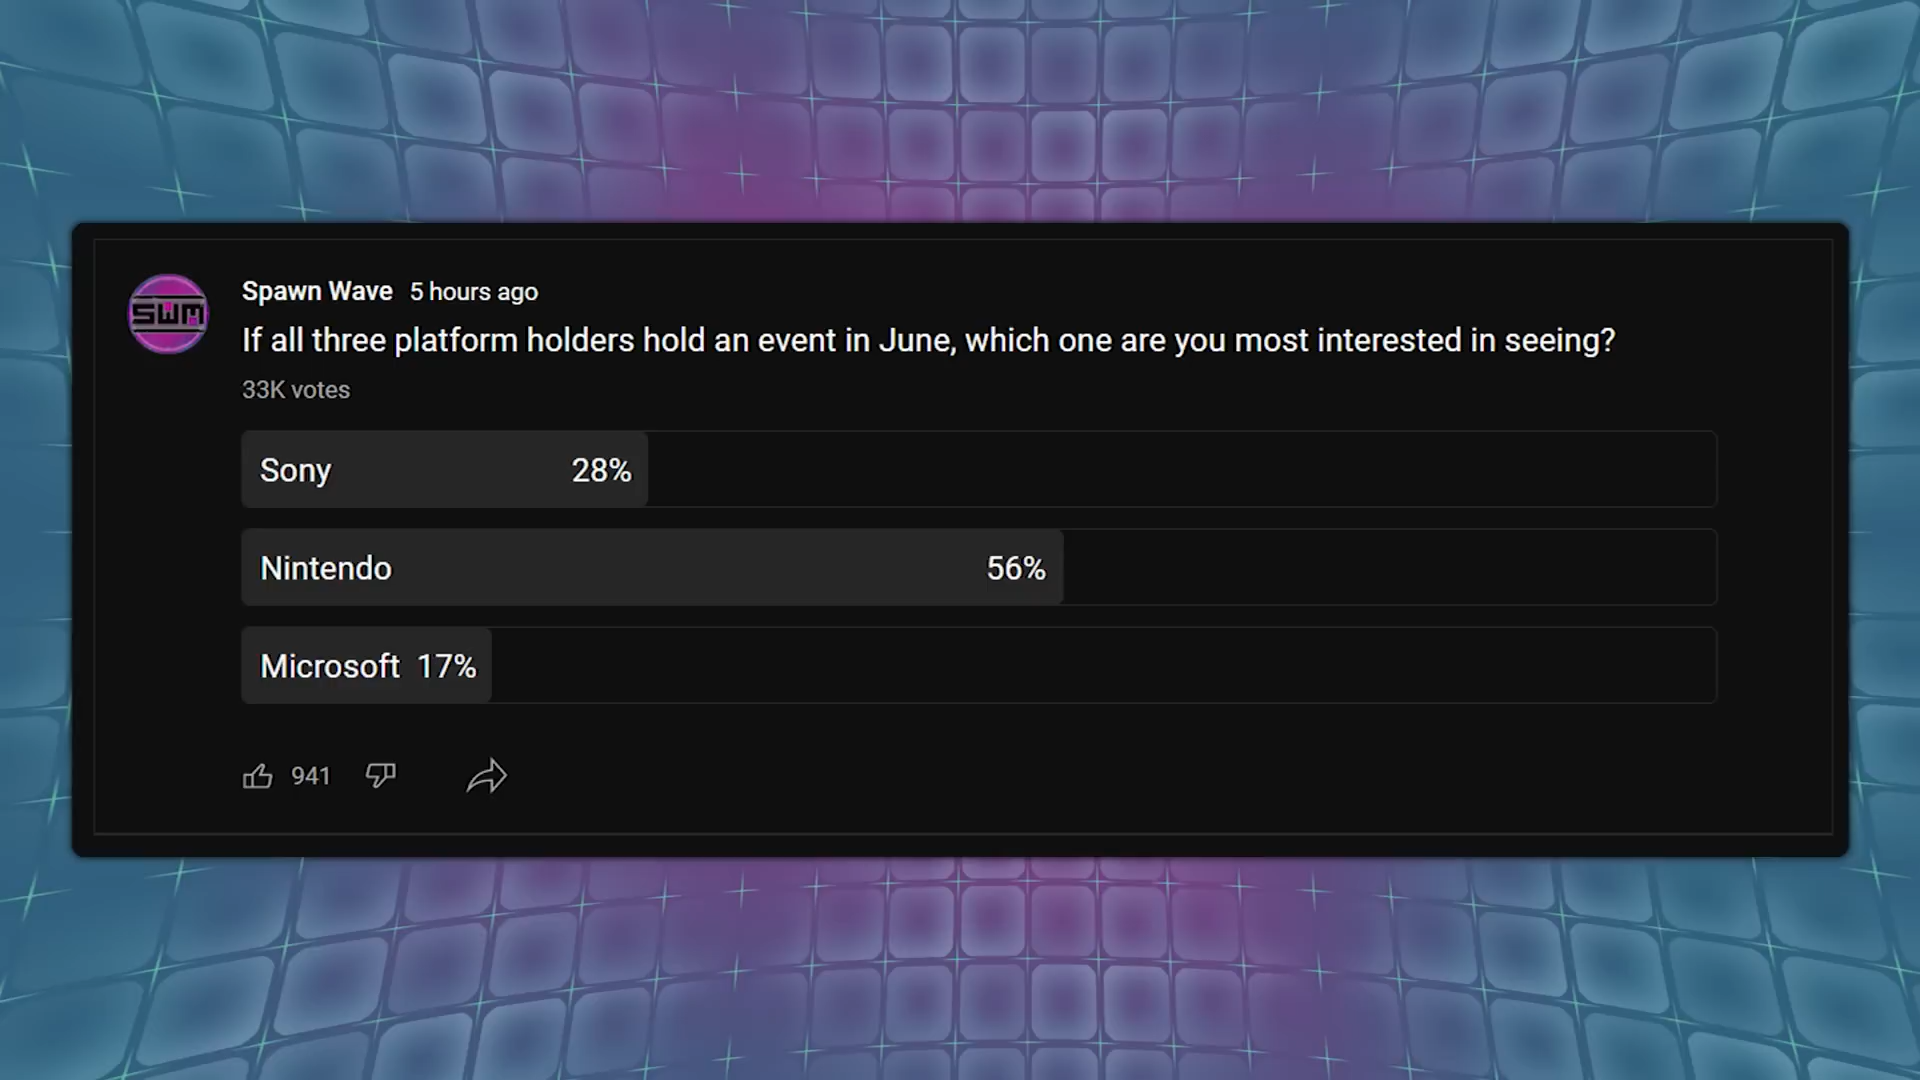 SWM
Spawn Wave 5 hours ago
If all three platform holders hold an event in June, which one are you most interested in seeing?
33K votes
Sony 28%
Nintendo 56%
Microsoft 17%
941